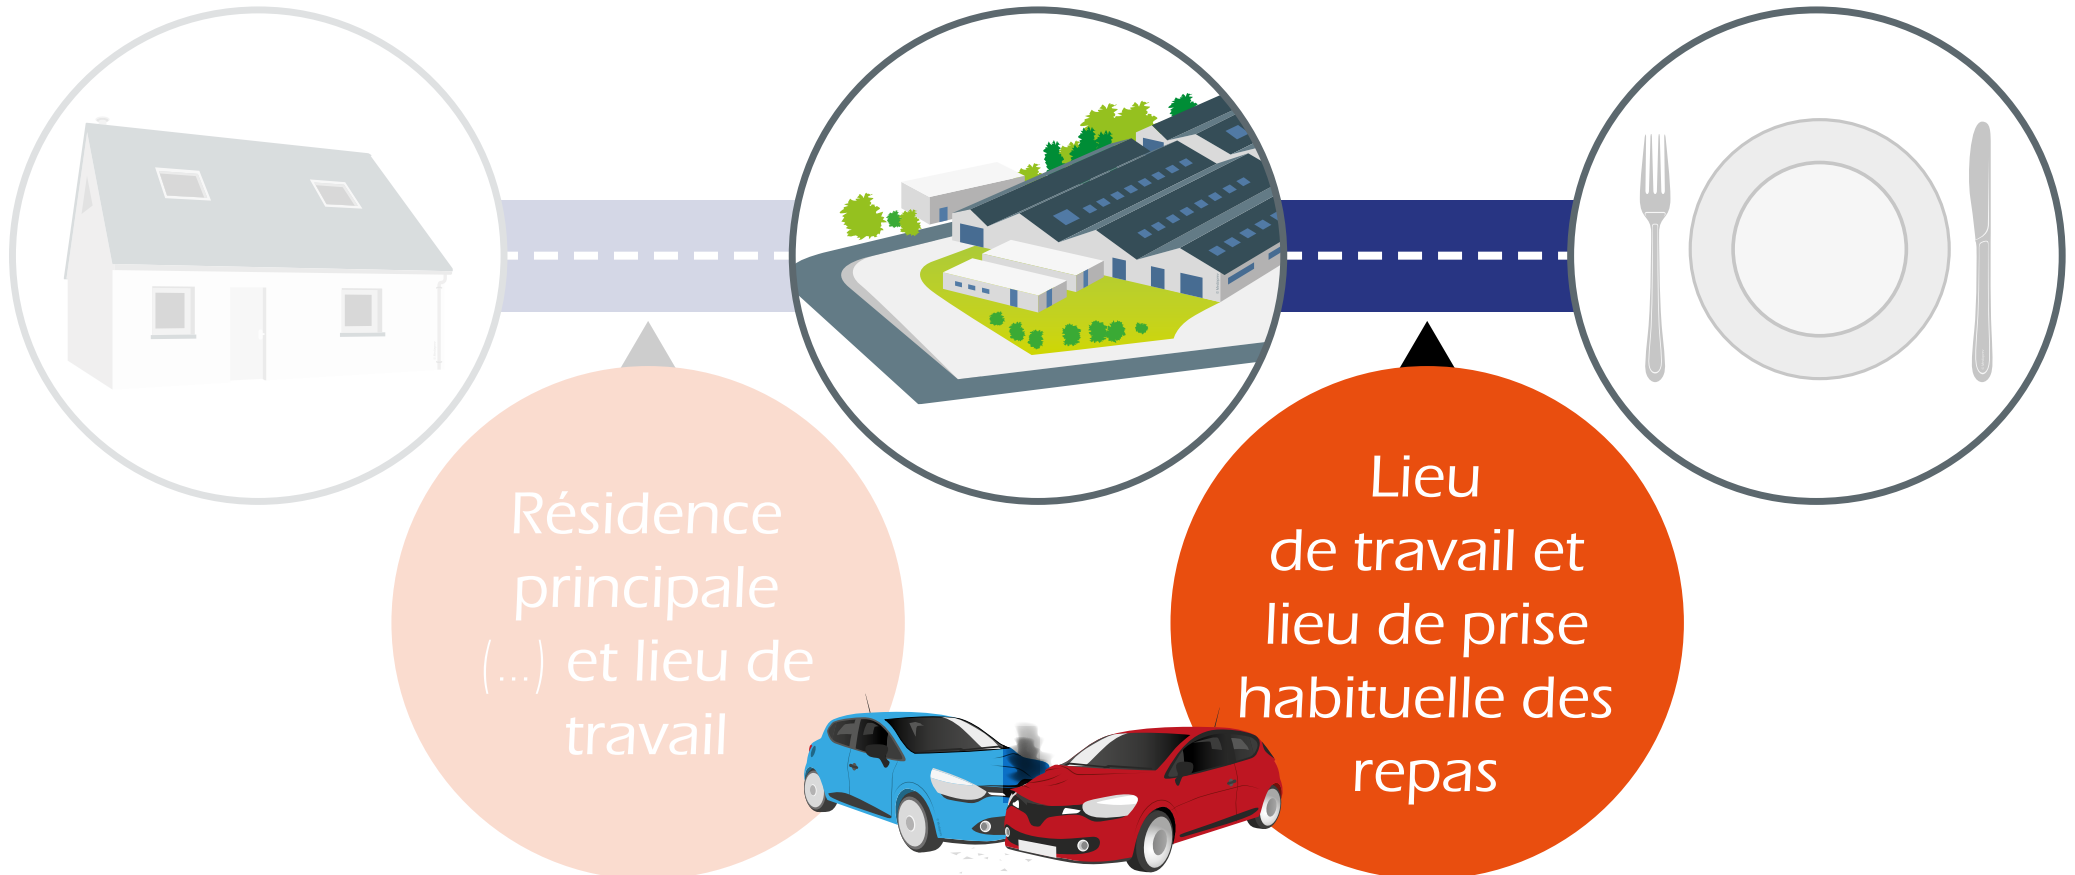 Résidence
principale
(...) et lieu de
travail
Lieu
de travail et
lieu de prise
habituelle des
repas